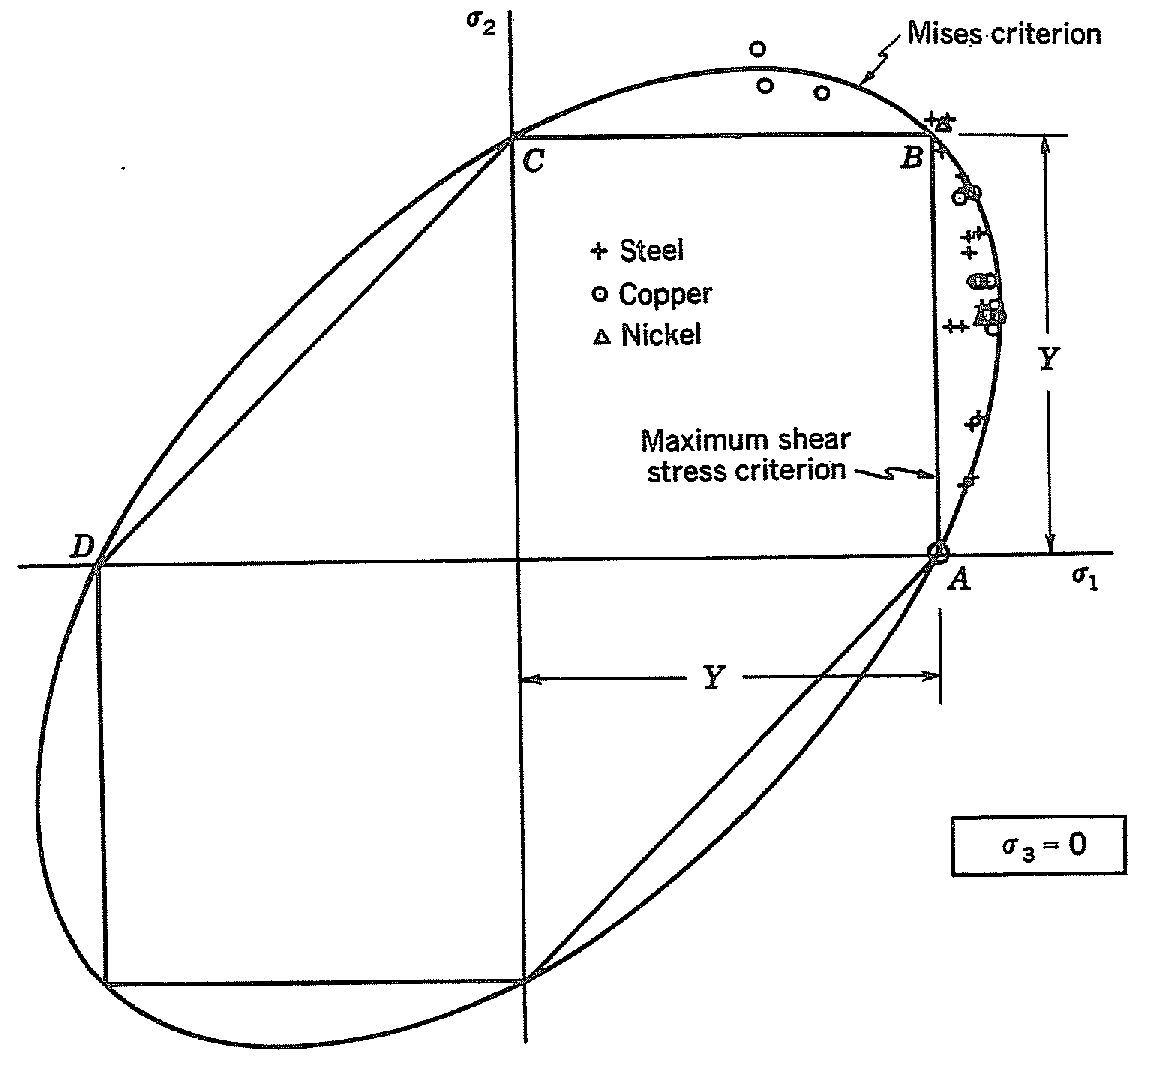 σ₂
Mises criterion
C
B
+ Steel
o Copper
△ Nickel
Y
Maximum shear
stress criterion
D
A
σ₁
Y
σ₃ = 0